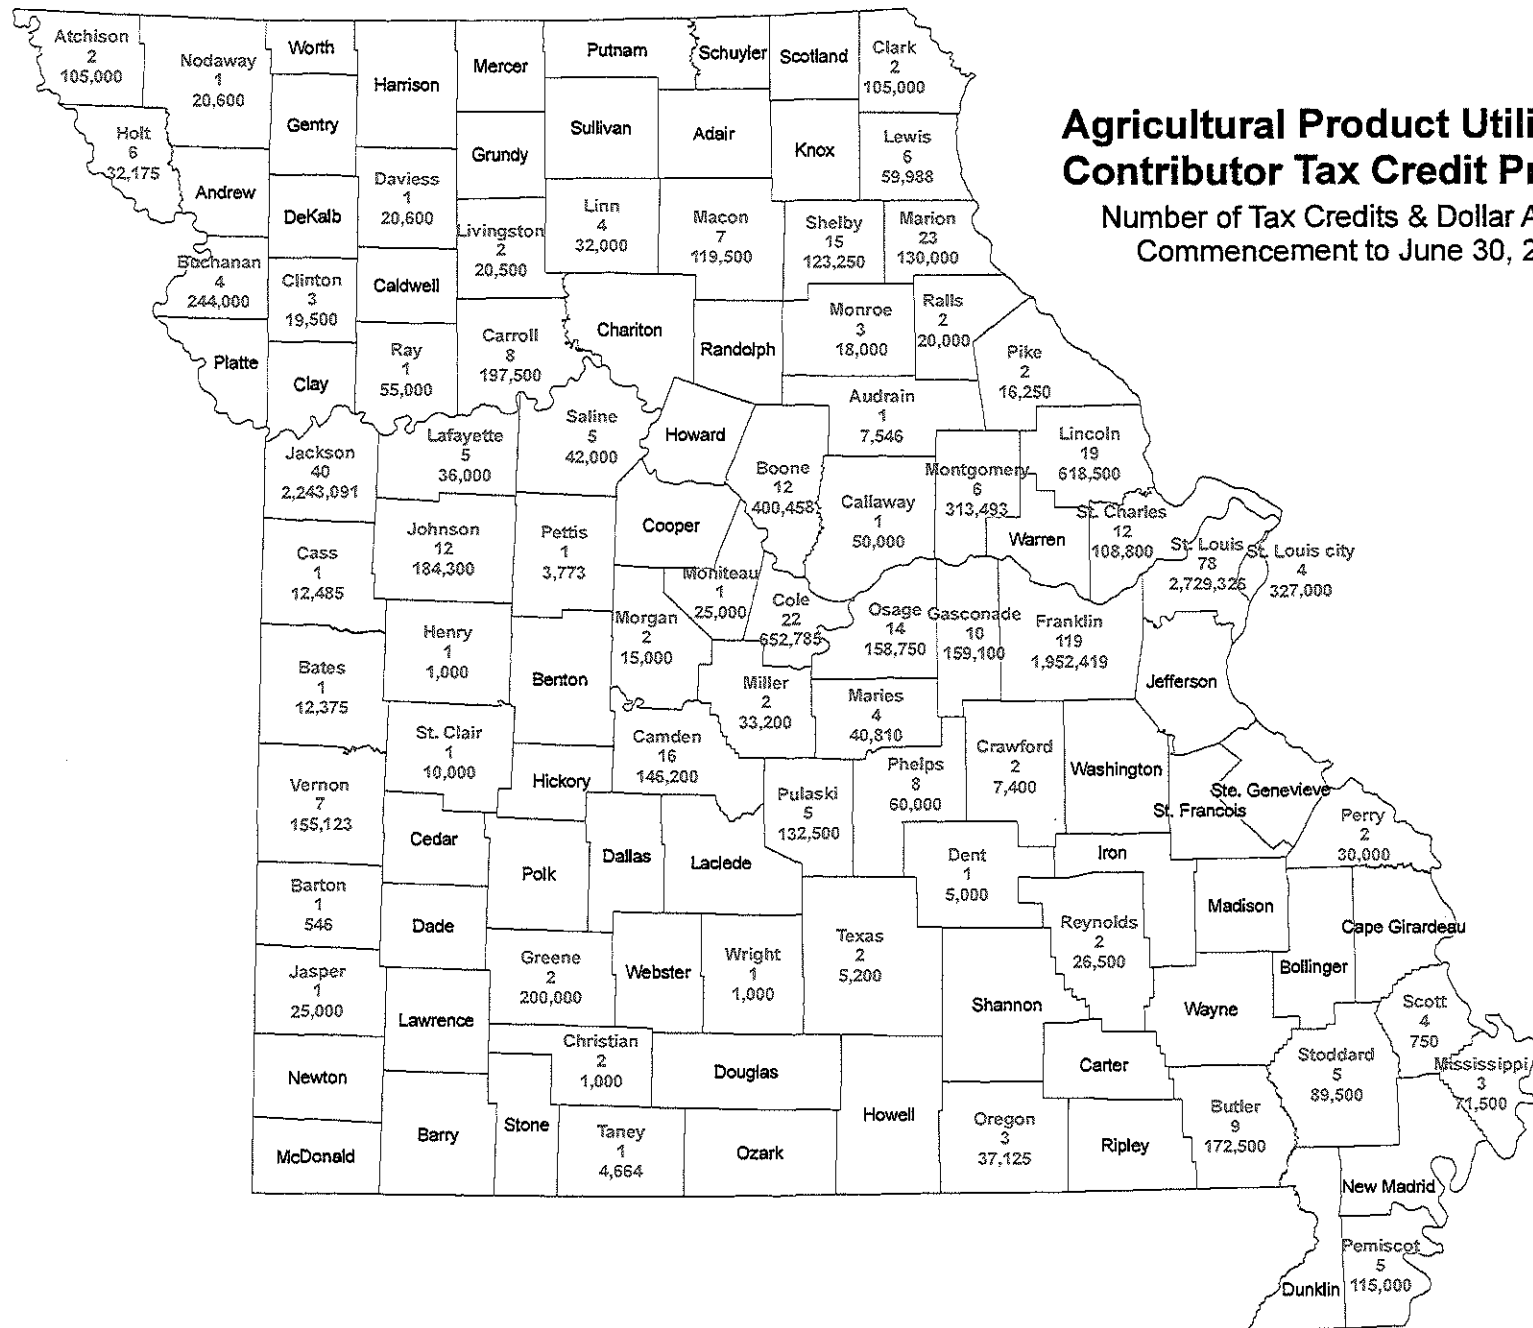 Agricultural Product Utili
Contributor Tax Credit Pr
Number of Tax Credits & Dollar A
Commencement to June 30, 2
Atchison
2
105,000
Nodaway
1
20,600
Worth
Harrison
Mercer
Putnam
Schuyler
Scotland
Clark
2
105,000
Holt
6
32,175
Gentry
Grundy
Sullivan
Adair
Knox
Lewis
6
59,988
Andrew
DeKalb
Daviess
1
20,600
Livingston
2
20,500
Linn
4
32,000
Macon
7
119,500
Shelby
15
123,250
Marion
23
130,000
Buchanan
4
244,000
Clinton
3
19,500
Caldwell
Carroll
8
197,500
Chariton
Randolph
Monroe
3
18,000
Ralls
2
20,000
Pike
2
16,250
Platte
Clay
Ray
1
55,000
Audrain
1
7,546
Jackson
40
2,243,091
Lafayette
5
36,000
Saline
5
42,000
Howard
Boone
12
400,458
Callaway
1
50,000
Montgomery
6
313,493
Lincoln
19
618,500
Warren
St. Charles
12
108,800
St. Louis
78
2,729,326
St. Louis city
4
327,000
Cass
1
12,485
Johnson
12
184,300
Pettis
1
3,773
Cooper
Moniteau
1
25,000
Cole
22
652,785
Osage
14
158,750
Gasconade
10
159,100
Franklin
119
1,952,419
Jefferson
Bates
1
12,375
Henry
1
1,000
Benton
Morgan
2
15,000
Miller
2
33,200
Maries
4
40,810
St. Clair
1
10,000
Hickory
Camden
16
146,200
Pulaski
5
132,500
Phelps
8
60,000
Crawford
2
7,400
Washington
St. Francois
Ste. Genevieve
Perry
2
30,000
Vernon
7
155,123
Cedar
Polk
Dallas
Laclede
Dent
1
5,000
Iron
Madison
Cape Girardeau
Bollinger
Barton
1
546
Dade
Greene
2
200,000
Webster
Wright
1
1,000
Texas
2
5,200
Reynolds
2
26,500
Shannon
Wayne
Scott
4
750
Mississippi
3
71,500
Stoddard
5
89,500
Jasper
1
25,000
Lawrence
Christian
2
1,000
Douglas
Carter
Newton
Barry
Stone
Taney
1
4,664
Ozark
Howell
Oregon
3
37,125
Ripley
Butler
9
172,500
McDonald
New Madrid
Pemiscot
5
115,000
Dunklin